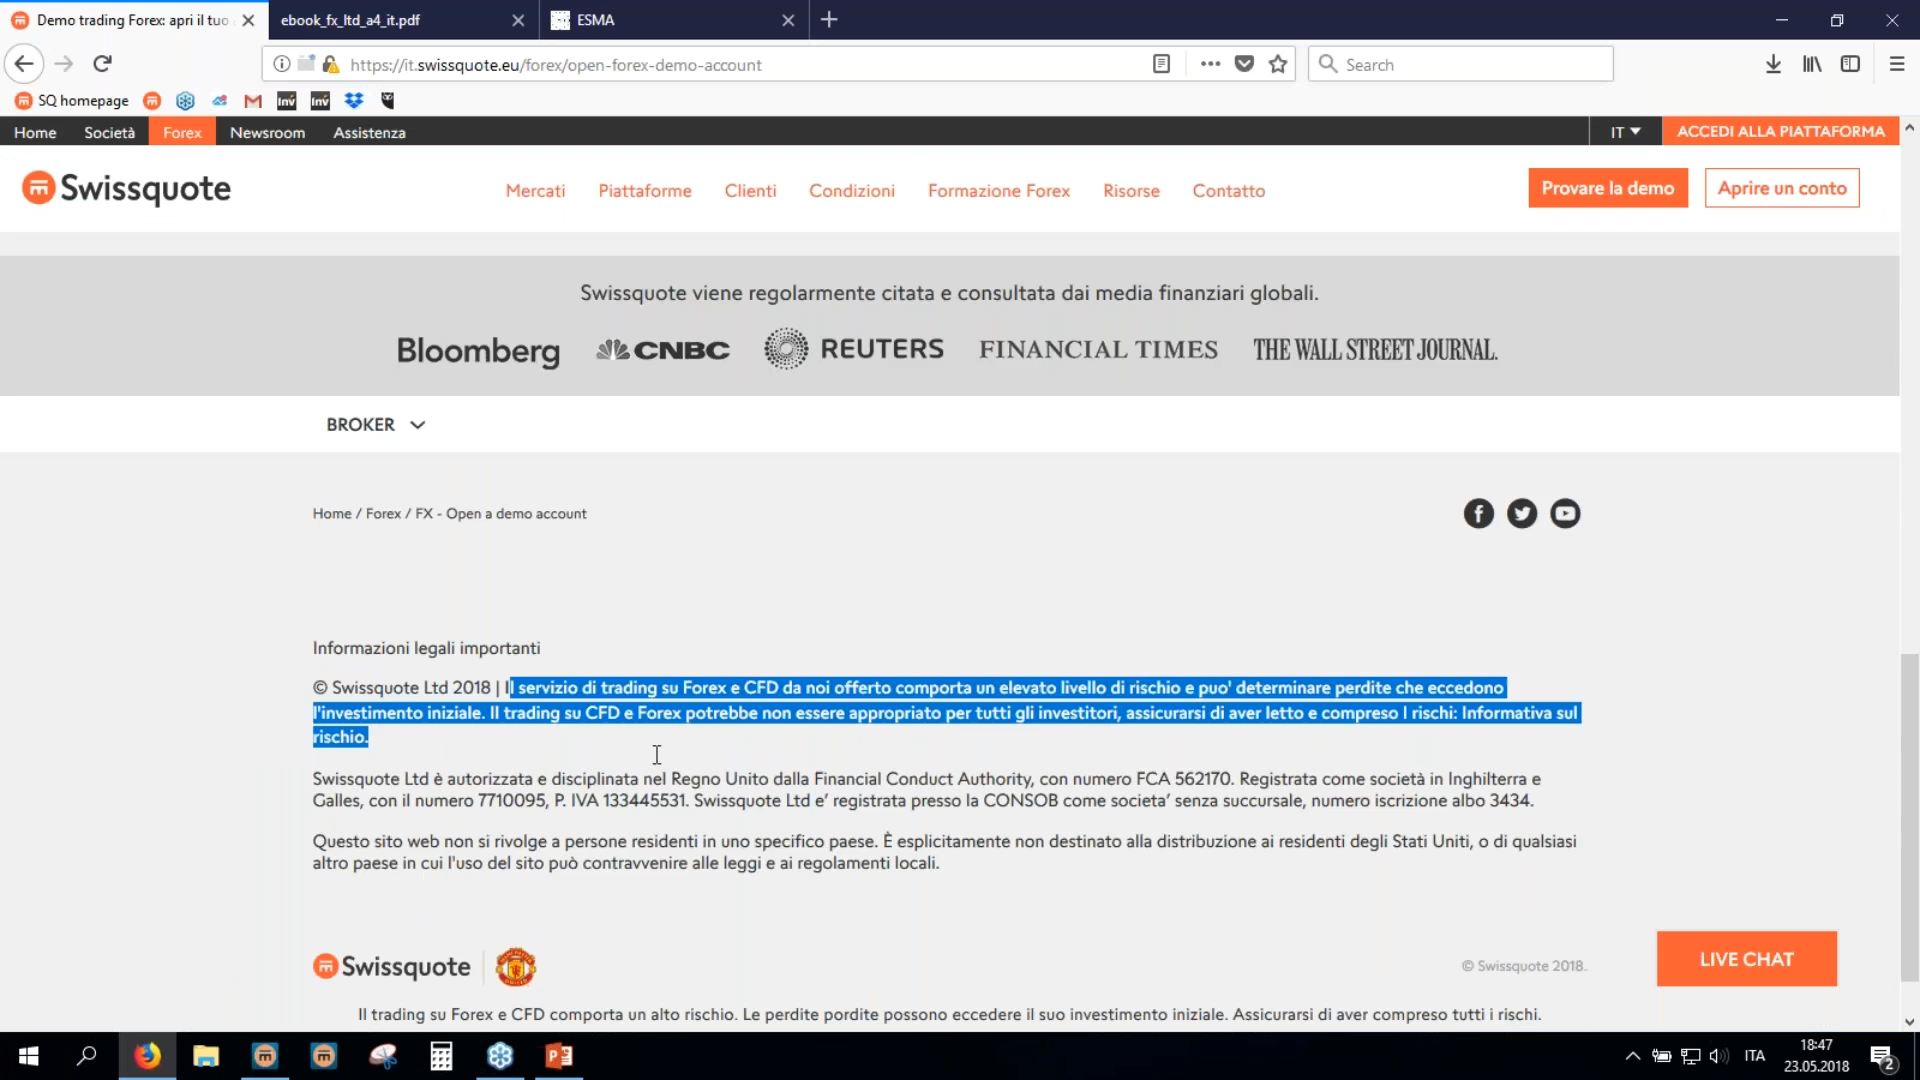 Demo trading Forex: apri il tuo
ebook_fx_ltd_a4_it.pdf
ESMA
https://it.swissquote.eu/forex/open-forex-demo-account
Search
SQ homepage
Inv
Inv
Home
Società
Forex
Newsroom
Assistenza
IT
ACCEDI ALLA PIATTAFORMA
Swissquote
Mercati
Piattaforme
Clienti
Condizioni
Formazione Forex
Risorse
Contatto
Provare la demo
Aprire un conto
Swissquote viene regolarmente citata e consultata dai media finanziari globali.
Bloomberg
CNBC
REUTERS
FINANCIAL TIMES
THE WALL STREET JOURNAL.
BROKER
Home / Forex / FX - Open a demo account
Informazioni legali importanti
© Swissquote Ltd 2018 | Il servizio di trading su Forex e CFD da noi offerto comporta un elevato livello di rischio e puo' determinare perdite che eccedono
l'investimento iniziale. Il trading su CFD e Forex potrebbe non essere appropriato per tutti gli investitori, assicurarsi di aver letto e compreso I rischi: Informativa sul
rischio.
Swissquote Ltd è autorizzata e disciplinata nel Regno Unito dalla Financial Conduct Authority, con numero FCA 562170. Registrata come società in Inghilterra e
Galles, con il numero 7710095, P. IVA 133445531. Swissquote Ltd e’ registrata presso la CONSOB come societa’ senza succursale, numero iscrizione albo 3434.
Questo sito web non si rivolge a persone residenti in uno specifico paese. È esplicitamente non destinato alla distribuzione ai residenti degli Stati Uniti, o di qualsiasi
altro paese in cui l'uso del sito può contravvenire alle leggi e ai regolamenti locali.
Swissquote
© Swissquote 2018.
LIVE CHAT
Il trading su Forex e CFD comporta un alto rischio. Le perdite pordite possono eccedere il suo investimento iniziale. Assicurarsi di aver compreso tutti i rischi.
ITA
18:47
23.05.2018
2